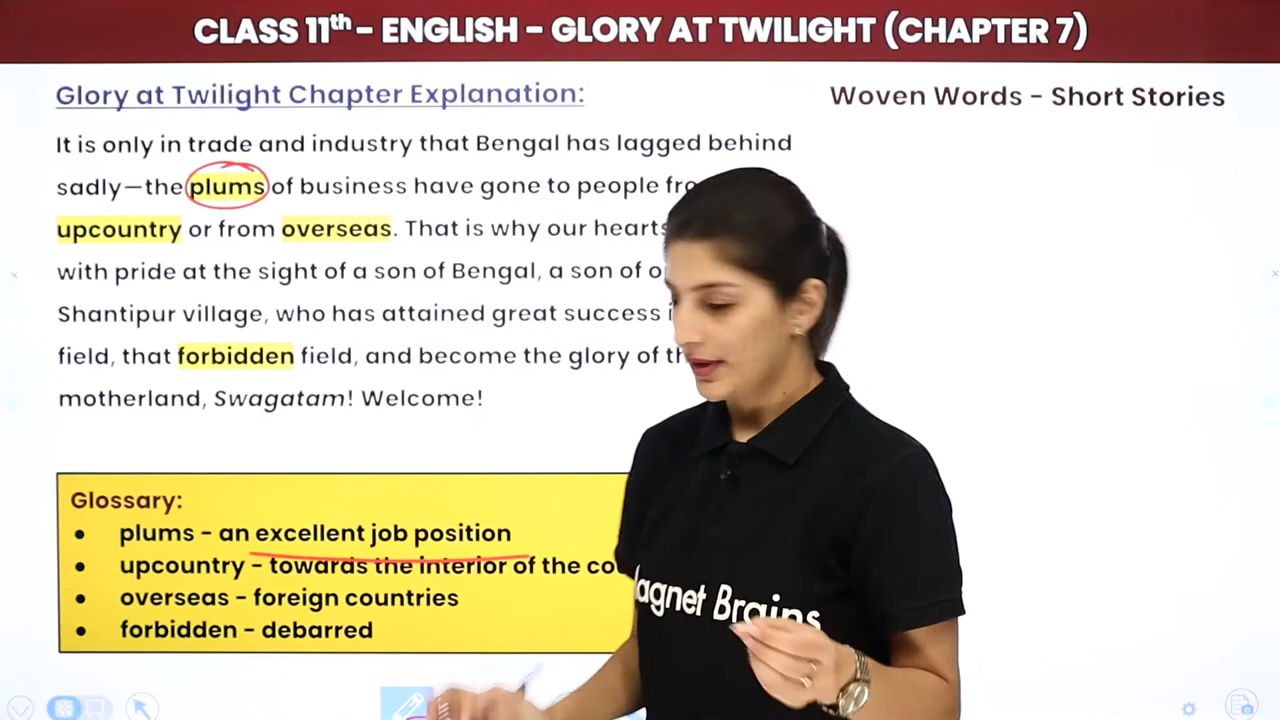 CLASS 11th - ENGLISH - GLORY AT TWILIGHT (CHAPTER 7)
Glory at Twilight Chapter Explanation:
Woven Words - Short Stories
It is only in trade and industry that Bengal has lagged behind
sadly—the plums of business have gone to people
upcountry or from overseas. That is why our hearts
with pride at the sight of a son of Bengal, a son of
Shantipur village, who has attained great success
field, that forbidden field, and become the glory of
motherland, Swagatam! Welcome!
Glossary:
• plums - an excellent job position
• upcountry - towards the interior of the
• overseas - foreign countries
• forbidden - debarred
agnet Brains